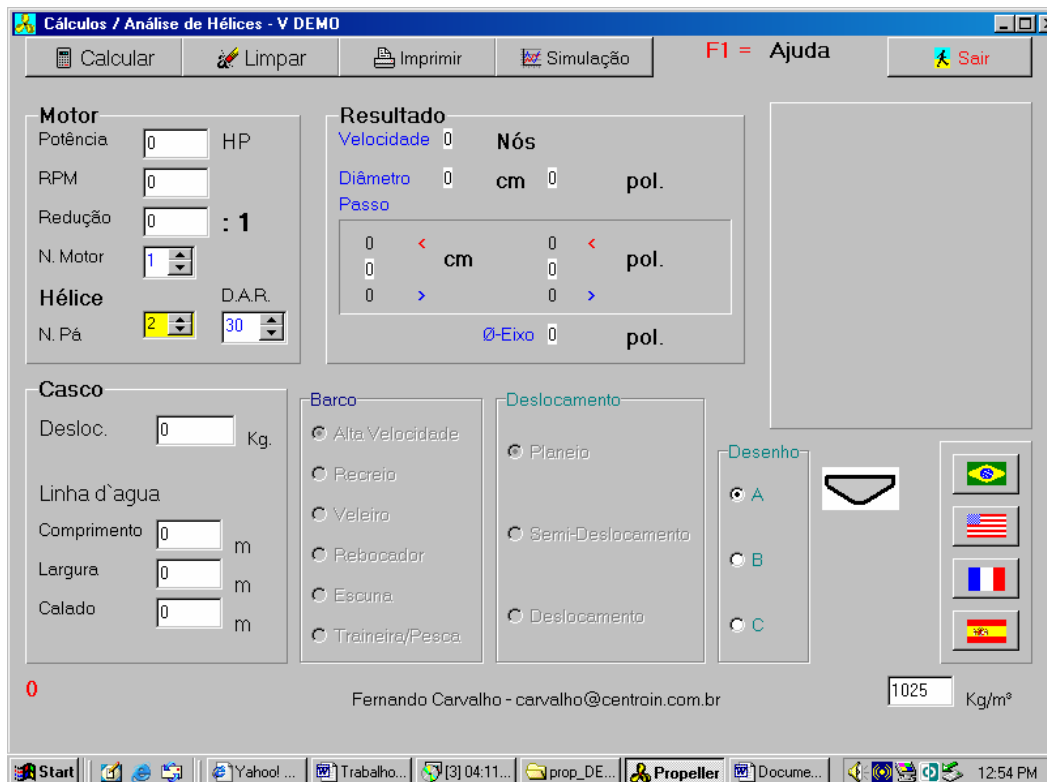 Cálculos / Análise de Hélices - V DEMO
Calcular Limpar Imprimir Simulação F1 = Ajuda Sair
Motor
Potência 0 HP
RPM 0
Redução 0 : 1
N. Motor 1
Hélice D.A.R.
N. Pá 2 30
Resultado
Velocidade 0 Nós
Diâmetro 0 cm 0 pol.
Passo
0 < 0 <
0 cm 0 pol.
0 > 0 >
Ø-Eixo 0 pol.
Casco
Desloc. 0 Kg.
Linha d`agua
Comprimento 0 m
Largura 0 m
Calado 0 m
Barco
Alta Velocidade
Recreio
Veleiro
Rebocador
Escuna
Traineira/Pesca
Deslocamento
Planeio
Semi-Deslocamento
Deslocamento
Desenho
A
B
C
0
Fernando Carvalho - carvalho@centroin.com.br
1025 Kg/m³
Start Yahoo! ... Trabalho... [3] 04:11... prop_DE... Propeller Docume... 12:54 PM